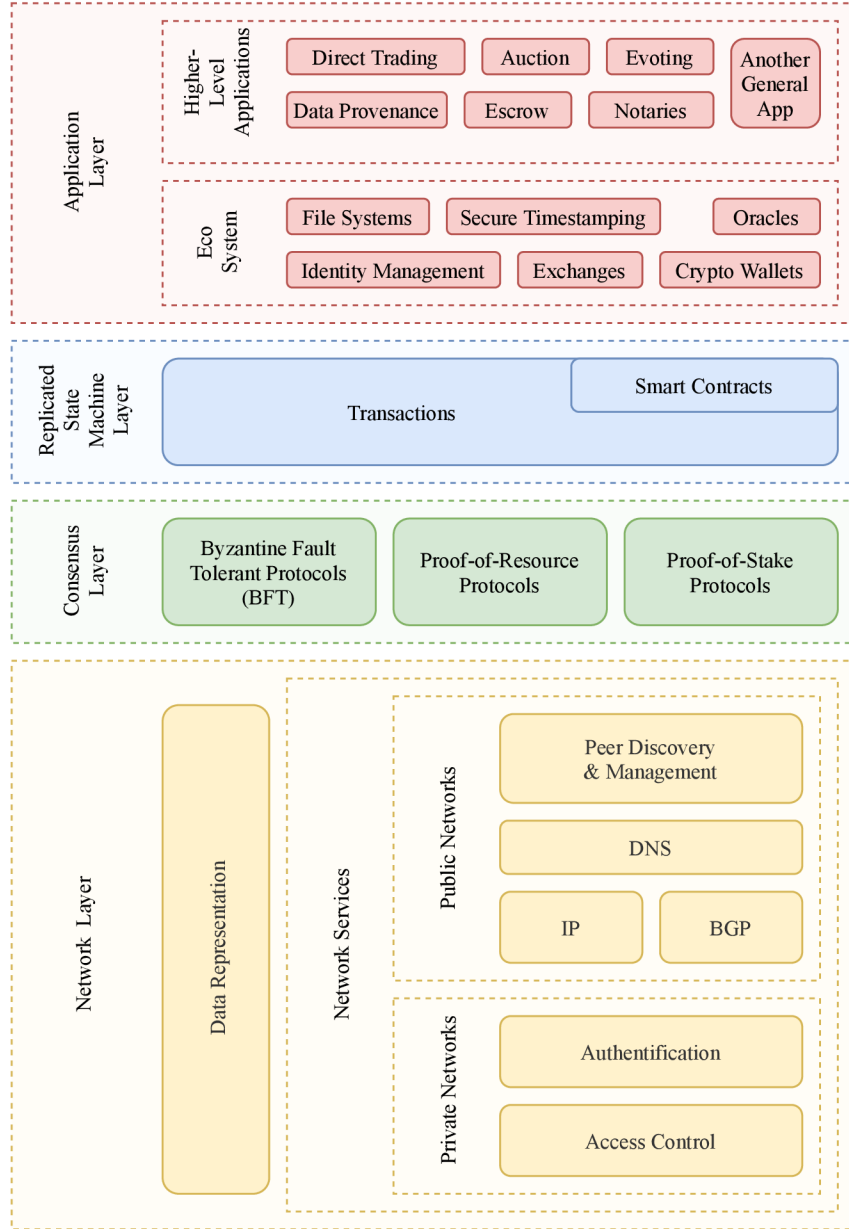 Application
Layer
Higher-
Level
Applications
Direct Trading
Auction
Evoting
Another
General
App
Data Provenance
Escrow
Notaries
Eco
System
File Systems
Secure Timestamping
Oracles
Identity Management
Exchanges
Crypto Wallets
Replicated
State
Machine
Layer
Transactions
Smart Contracts
Consensus
Layer
Byzantine Fault
Tolerant Protocols
(BFT)
Proof-of-Resource
Protocols
Proof-of-Stake
Protocols
Network Layer
Data Representation
Network Services
Public Networks
Peer Discovery
& Management
DNS
IP
BGP
Private Networks
Authentification
Access Control